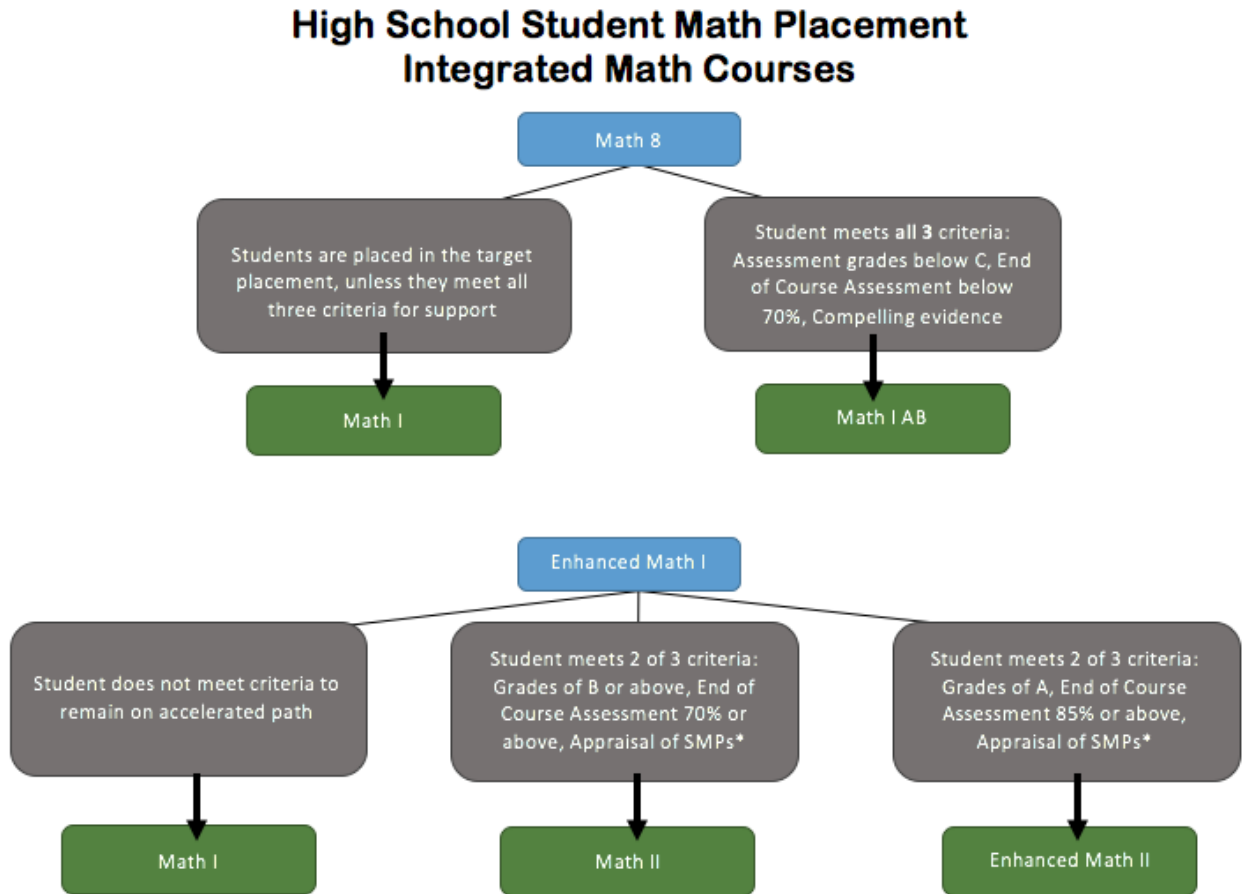 High School Student Math Placement
Integrated Math Courses
Math 8
Students are placed in the target
placement, unless they meet all
three criteria for support
Student meets all 3 criteria:
Assessment grades below C, End
of Course Assessment below
70%, Compelling evidence
Math I
Math I AB
Enhanced Math I
Student does not meet criteria to
remain on accelerated path
Student meets 2 of 3 criteria:
Grades of B or above, End of
Course Assessment 70% or
above, Appraisal of SMPs*
Student meets 2 of 3 criteria:
Grades of A, End of Course
Assessment 85% or above,
Appraisal of SMPs*
Math I
Math II
Enhanced Math II